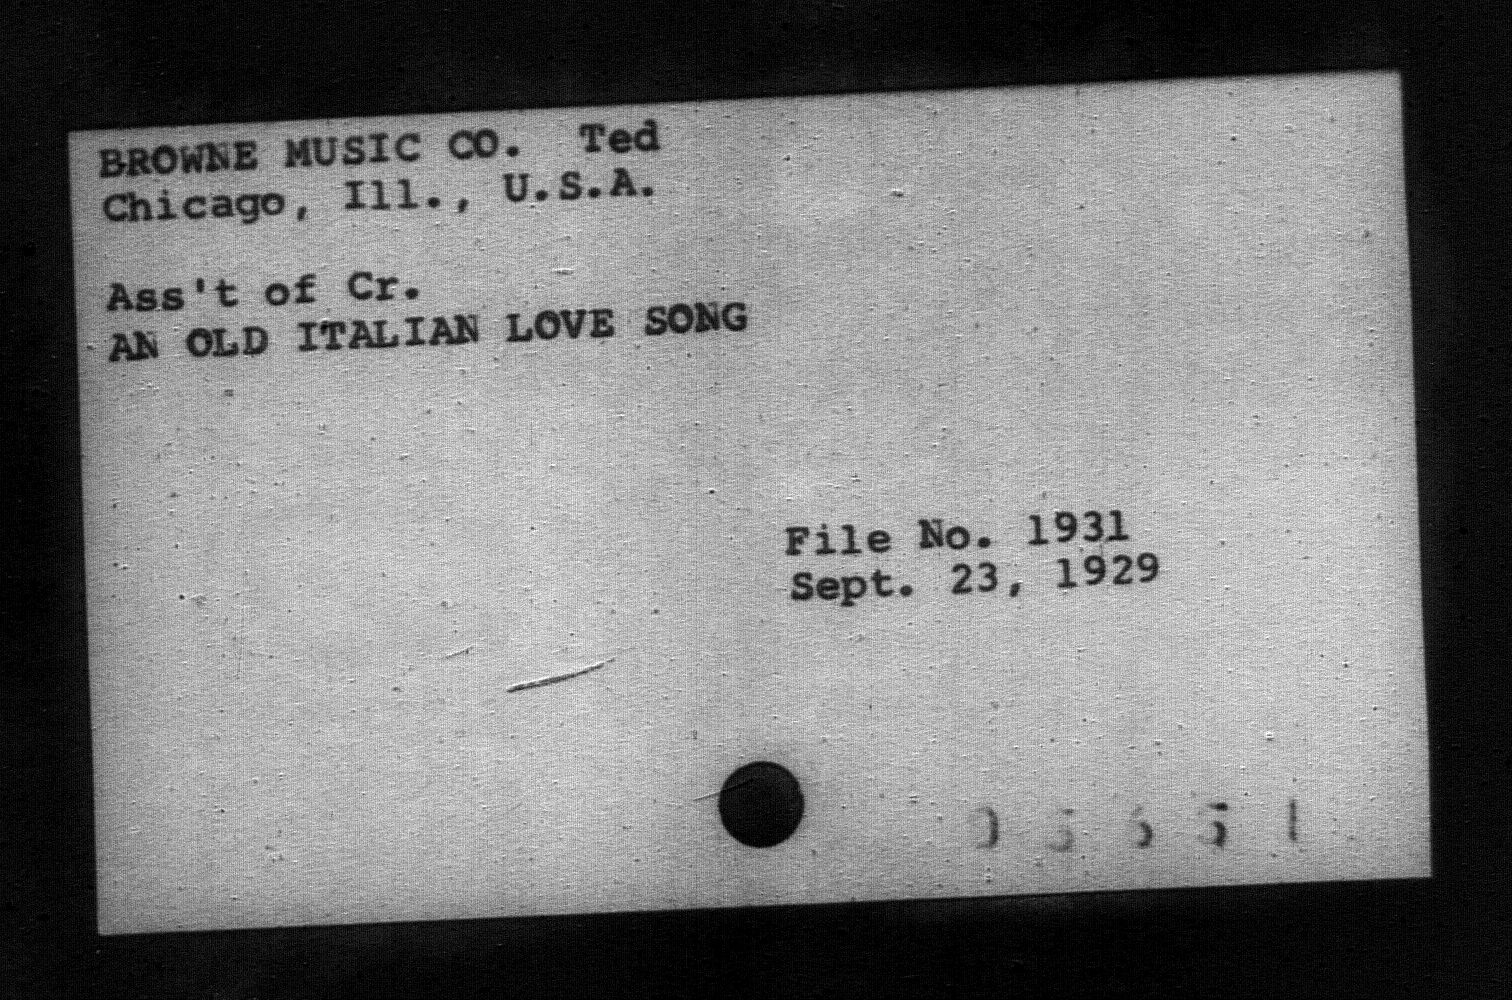 BROWNE MUSIC CO. Ted
Chicago, Ill., U.S.A.
Ass't of Cr.
AN OLD ITALIAN LOVE SONG
File No. 1931
Sept. 23, 1929